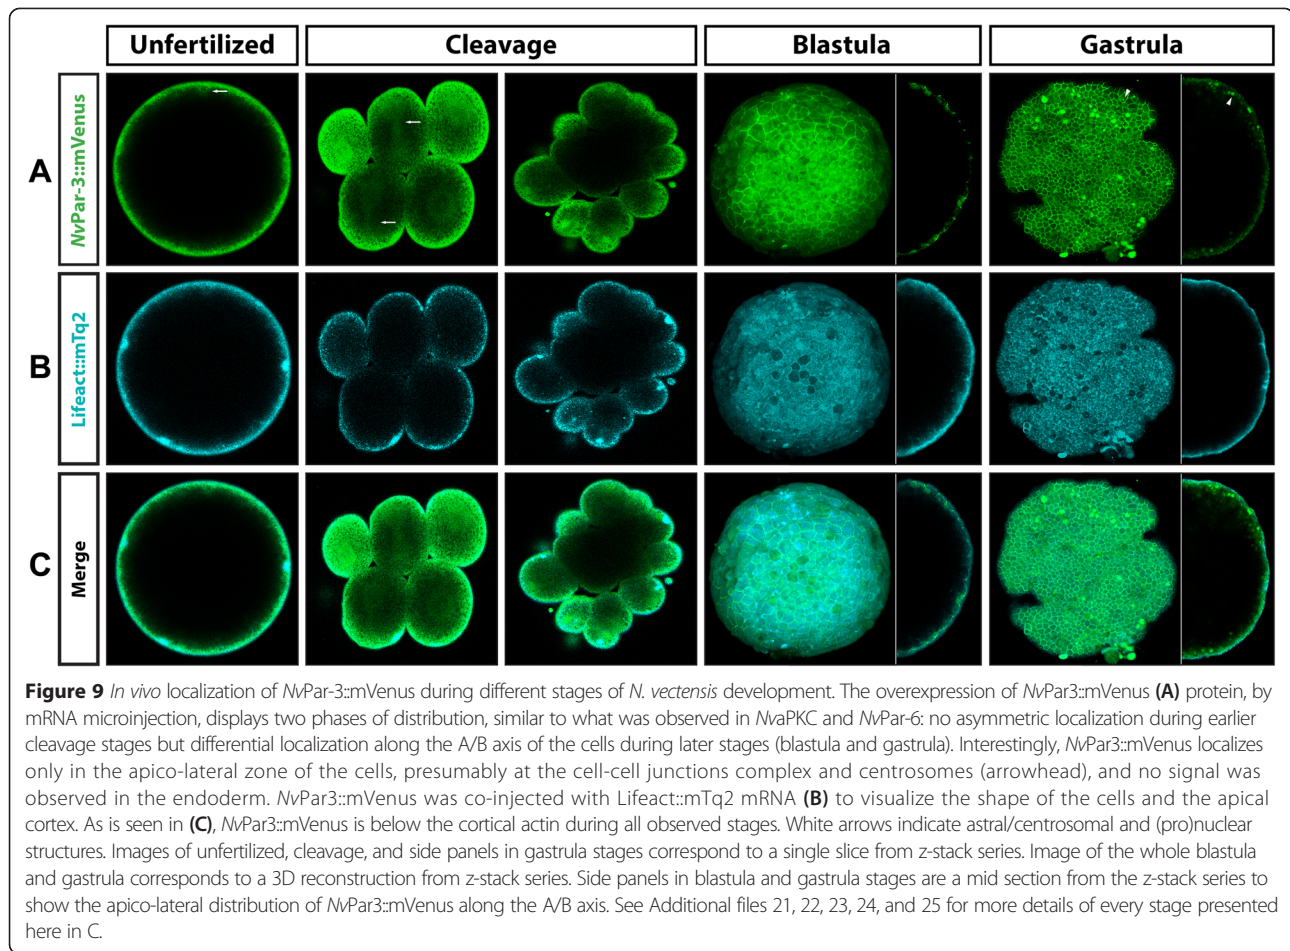 Unfertilized Cleavage Blastula Gastrula
A
NvPar-3::mVenus
B
Lifeact::mTq2
C
Merge
Figure 9 In vivo localization of NvPar-3::mVenus during different stages of N. vectensis development. The overexpression of NvPar3::mVenus (A) protein, by
mRNA microinjection, displays two phases of distribution, similar to what was observed in NvaPKC and NvPar-6: no asymmetric localization during earlier
cleavage stages but differential localization along the A/B axis of the cells during later stages (blastula and gastrula). Interestingly, NvPar3::mVenus localizes
only in the apico-lateral zone of the cells, presumably at the cell-cell junctions complex and centrosomes (arrowhead), and no signal was
observed in the endoderm. NvPar3::mVenus was co-injected with Lifeact::mTq2 mRNA (B) to visualize the shape of the cells and the apical
cortex. As is seen in (C), NvPar3::mVenus is below the cortical actin during all observed stages. White arrows indicate astral/centrosomal and (pro)nuclear
structures. Images of unfertilized, cleavage, and side panels in gastrula stages correspond to a single slice from z-stack series. Image of the whole blastula
and gastrula corresponds to a 3D reconstruction from z-stack series. Side panels in blastula and gastrula stages are a mid section from the z-stack series to
show the apico-lateral distribution of NvPar3::mVenus along the A/B axis. See Additional files 21, 22, 23, 24, and 25 for more details of every stage presented
here in C.